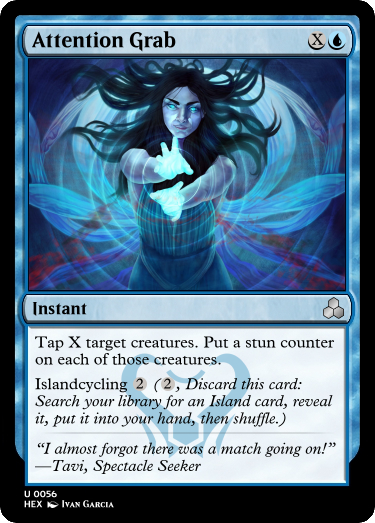 Attention Grab X
Instant
Tap X target creatures. Put a stun counter
on each of those creatures.
Islandcycling 2 (2, Discard this card:
Search your library for an Island card, reveal
it, put it into your hand, then shuffle.)
“I almost forgot there was a match going on!”
—Tavi, Spectacle Seeker
U 0056
HEX Ivan Garcia